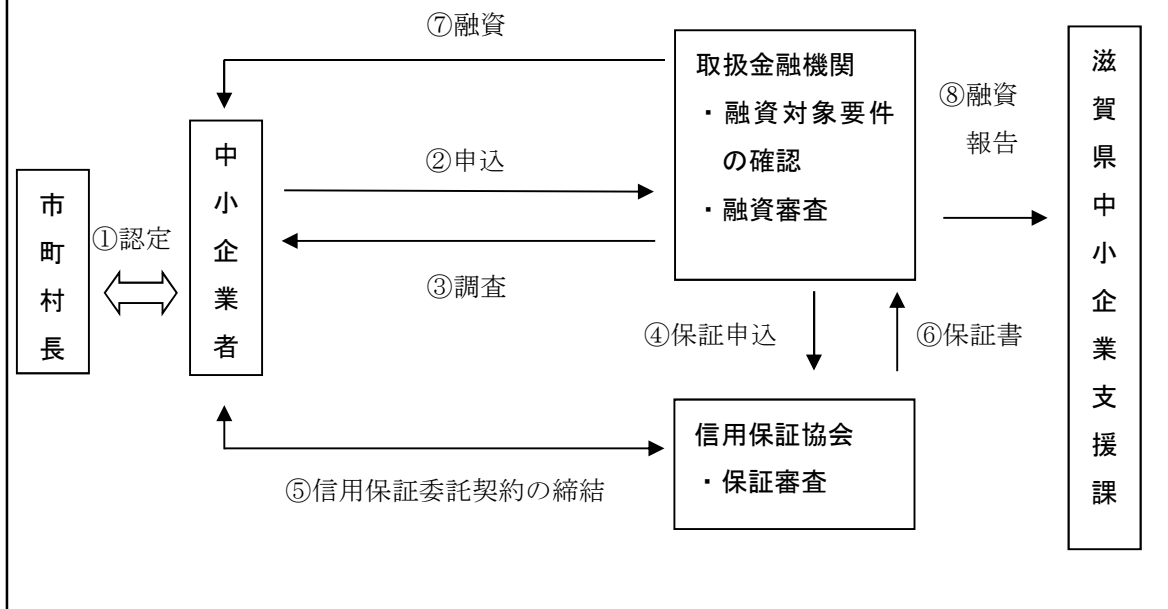 ⑦融資
取扱金融機関
・融資対象要件
の確認
・融資審査
⑧融資
報告
滋賀県中小企業支援課
中小企業者
②申込
市町村長
①認定
③調査
④保証申込
⑥保証書
信用保証協会
・保証審査
⑤信用保証委託契約の締結